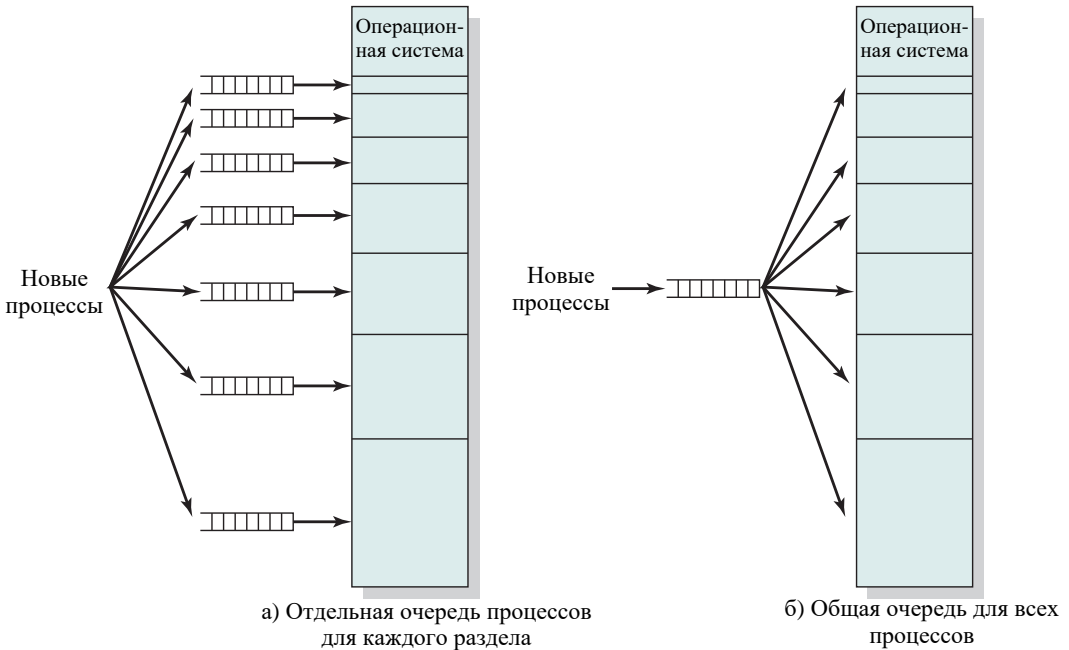 Операцион-
ная система
Новые
процессы
а) Отдельная очередь процессов
для каждого раздела
Операцион-
ная система
Новые
процессы
б) Общая очередь для всех
процессов